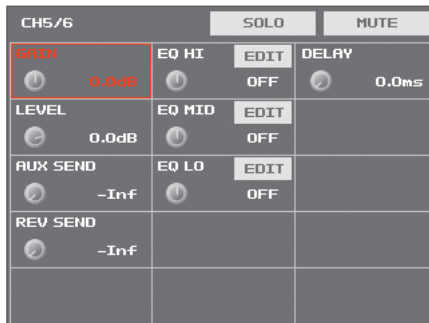 CH5/6 SOLO MUTE
GAIN EQ HI EDIT DELAY
0.0dB OFF 0.0ms
LEVEL EQ MID EDIT
0.0dB OFF
AUX SEND EQ LO EDIT
-Inf OFF
REV SEND
-Inf